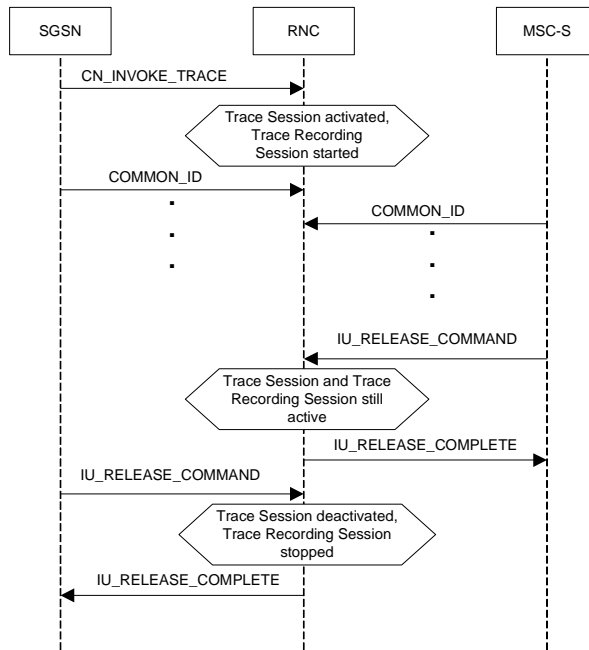 SGSN
RNC
MSC-S
CN_INVOKE_TRACE
Trace Session activated,
Trace Recording
Session started
COMMON_ID
COMMON_ID
IU_RELEASE_COMMAND
Trace Session and Trace
Recording Session still
active
IU_RELEASE_COMPLETE
IU_RELEASE_COMMAND
Trace Session deactivated,
Trace Recording Session
stopped
IU_RELEASE_COMPLETE